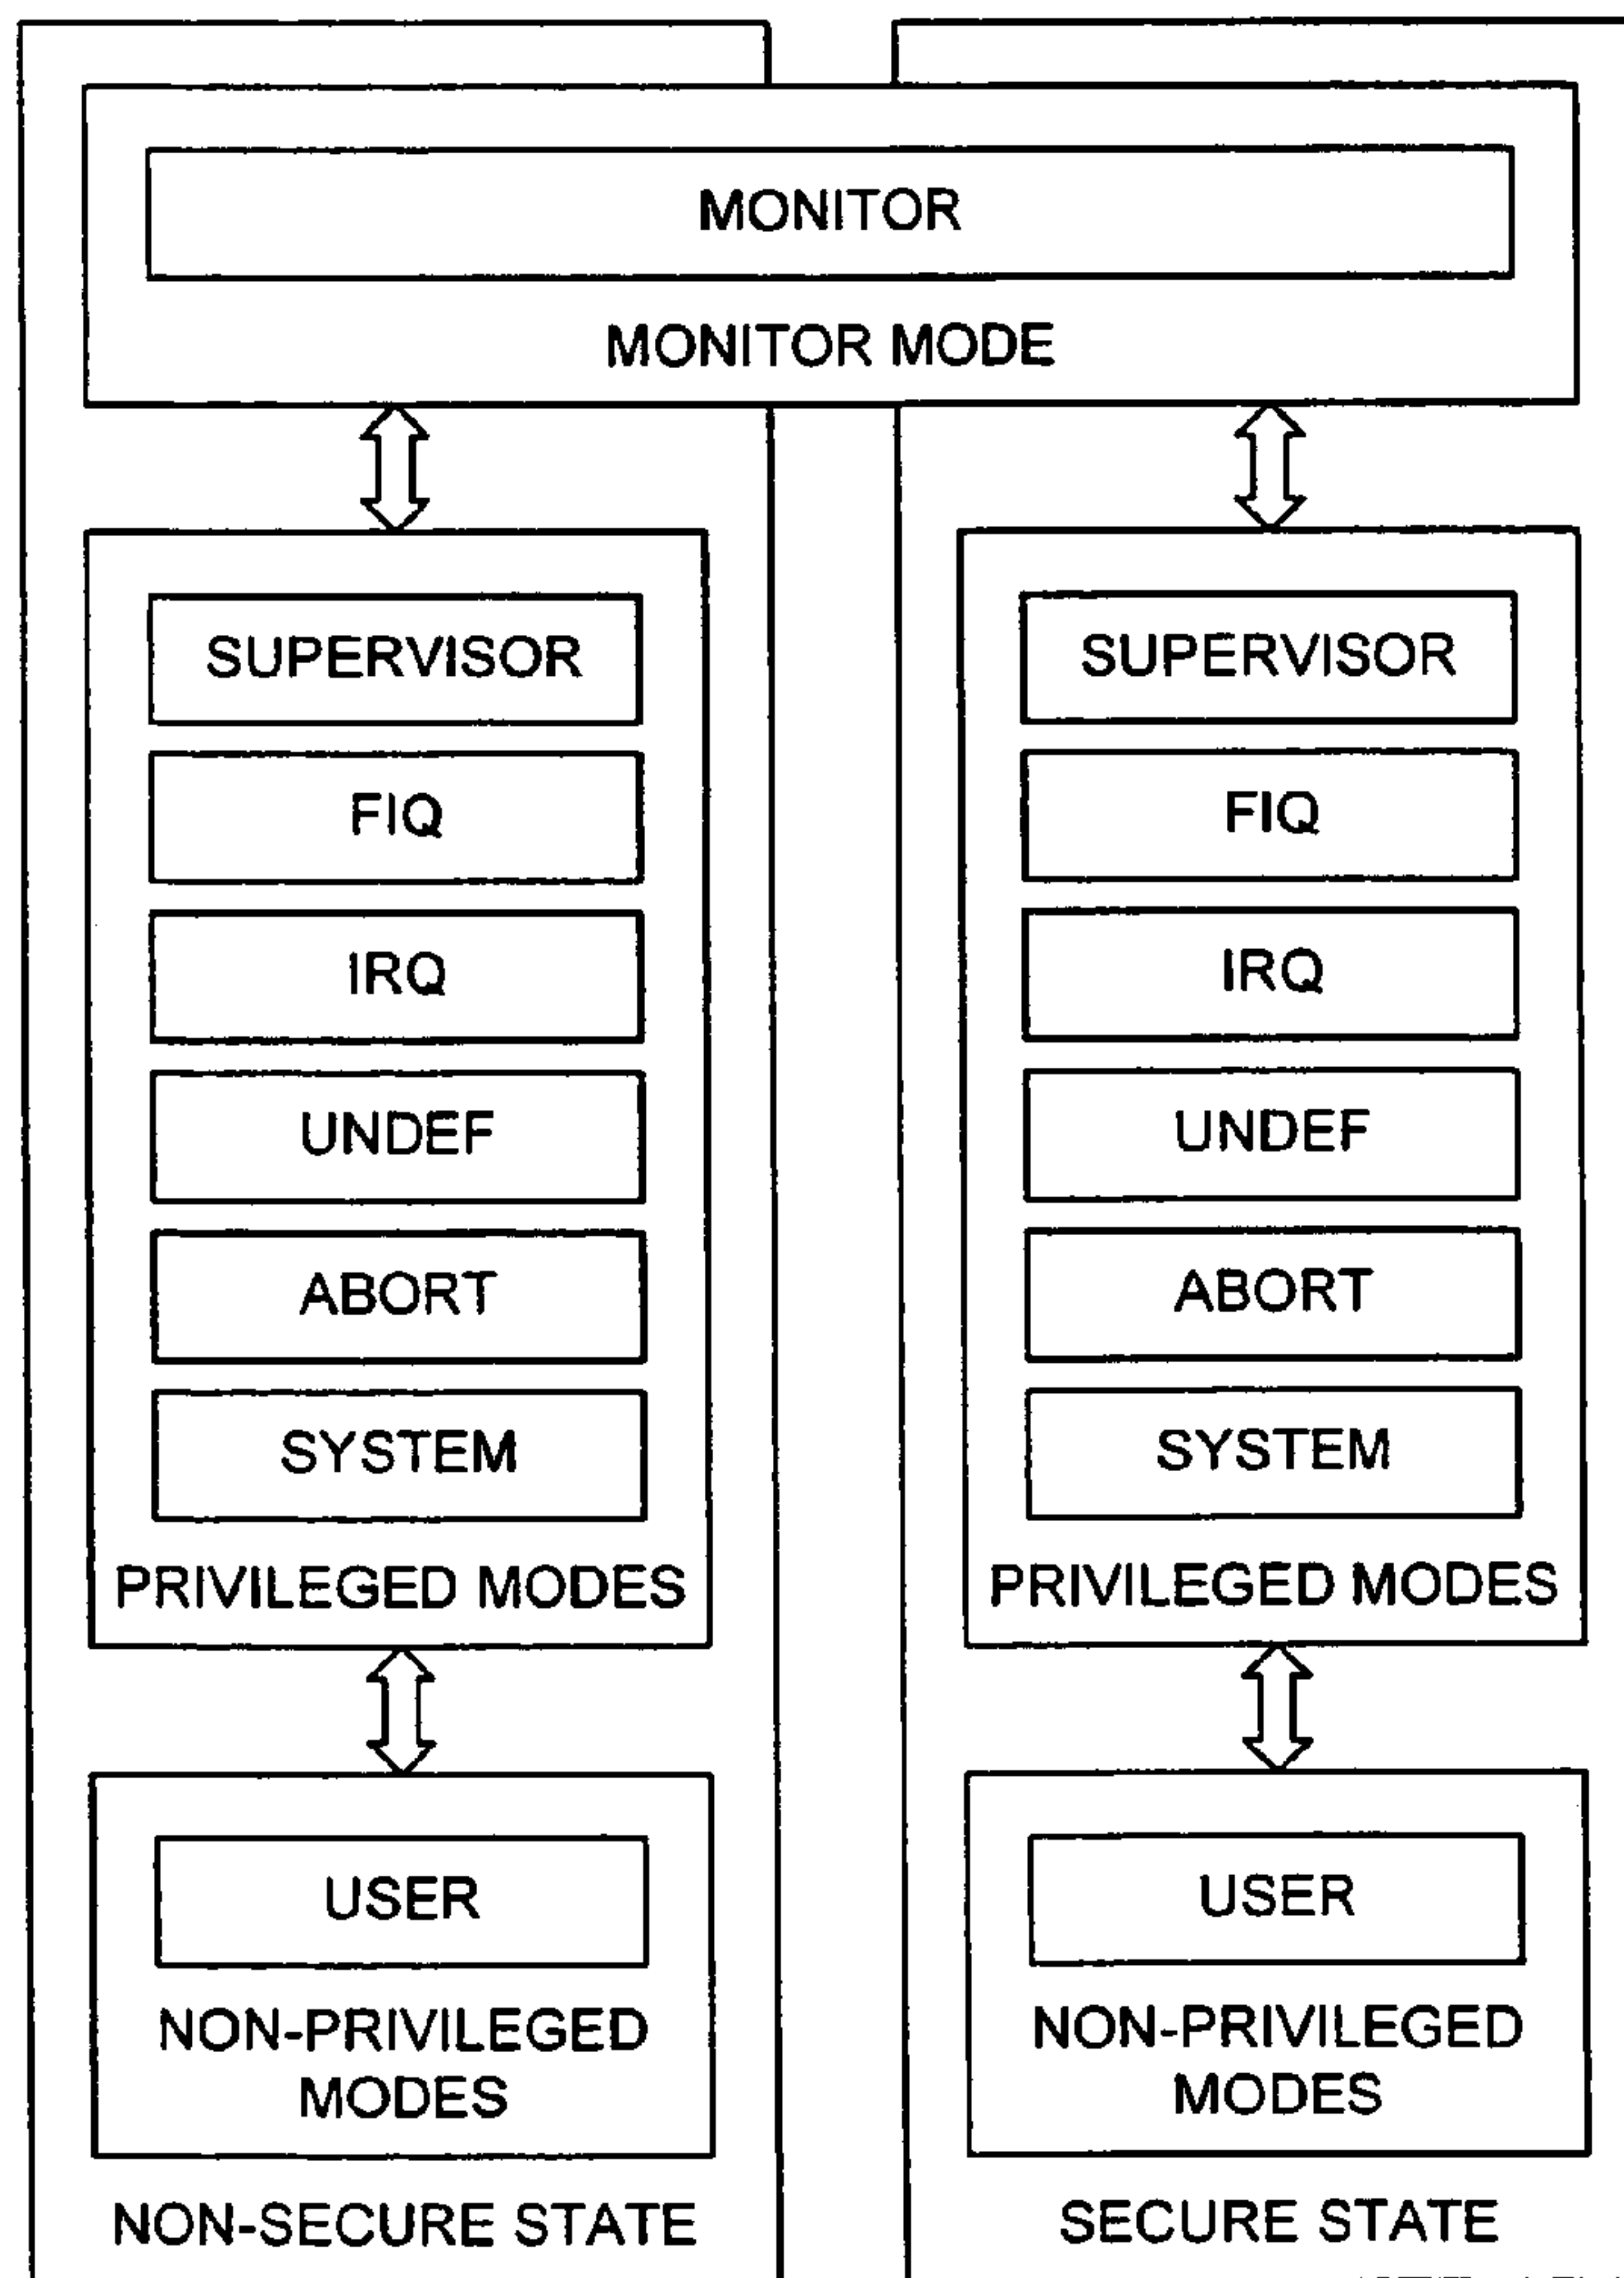 MONITOR
MONITOR MODE
SUPERVISOR
FIQ
IRQ
UNDEF
ABORT
SYSTEM
PRIVILEGED MODES
USER
NON-PRIVILEGED
MODES
NON-SECURE STATE
SUPERVISOR
FIQ
IRQ
UNDEF
ABORT
SYSTEM
PRIVILEGED MODES
USER
NON-PRIVILEGED
MODES
SECURE STATE